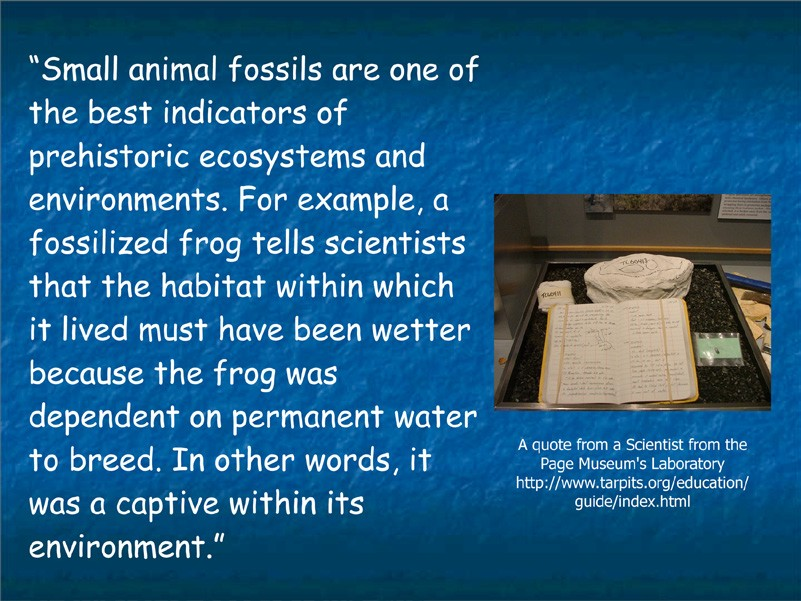 “Small animal fossils are one of
the best indicators of
prehistoric ecosystems and
environments. For example, a
fossilized frog tells scientists
that the habitat within which
it lived must have been wetter
because the frog was
dependent on permanent water
to breed. In other words, it
was a captive within its
environment.”
A quote from a Scientist from the
Page Museum's Laboratory
http://www.tarpits.org/education/
guide/index.html